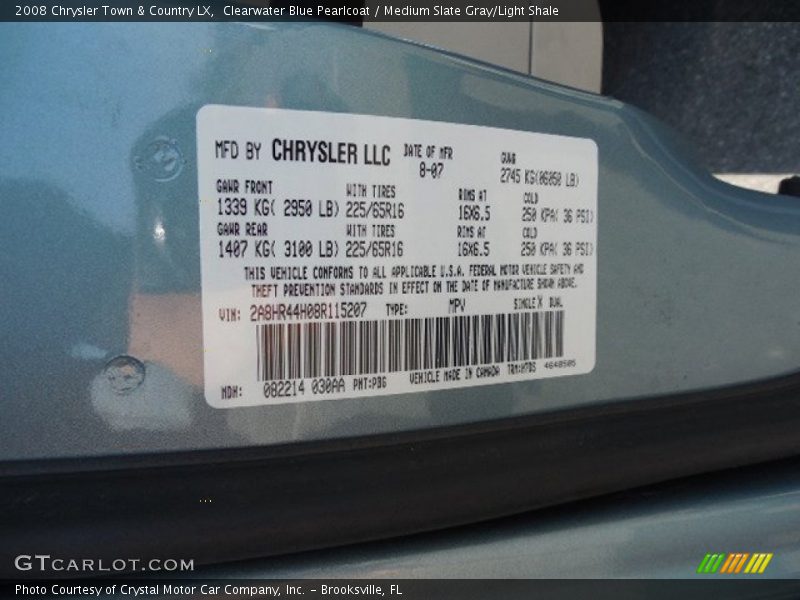 2008 Chrysler Town & Country LX,  Clearwater Blue Pearlcoat / Medium Slate Gray/Light Shale
MFD BY CHRYSLER LLC DATE OF MFR GVWR
8-07 2745 KG(06050 LB)
GAWR FRONT WITH TIRES RIMS AT COLD
1339 KG( 2950 LB) 225/65R16 16X6.5 250 KPA( 36 PSI)
GAWR REAR WITH TIRES RIMS AT COLD
1407 KG( 3100 LB) 225/65R16 16X6.5 250 KPA( 36 PSI)
THIS VEHICLE CONFORMS TO ALL APPLICABLE U.S.A. FEDERAL MOTOR VEHICLE SAFETY AND
THEFT PREVENTION STANDARDS IN EFFECT ON THE DATE OF MANUFACTURE SHOWN ABOVE.
VIN: 2A8HR44H08R115207 TYPE: MPV SINGLE X DUAL
MDH: 082214 030AA PNT:PBG VEHICLE MADE IN CANADA TRM:H7D5 4648505
GTCARLOT.COM
Photo Courtesy of Crystal Motor Car Company, Inc. – Brooksville, FL